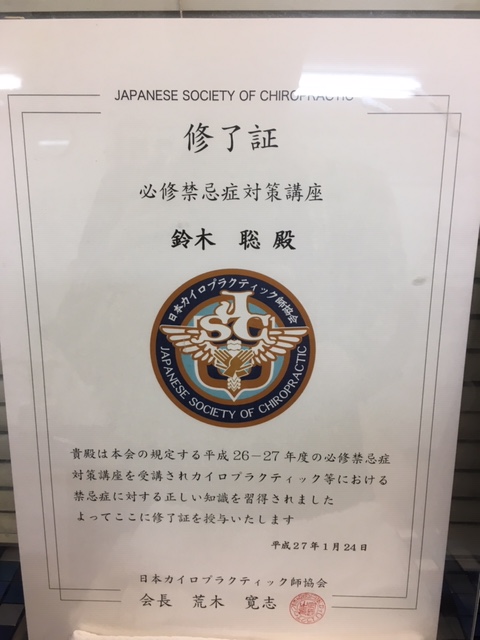 JAPANESE SOCIETY OF CHIROPRACTIC
修了証
必修禁忌症対策講座
鈴木 聡 殿
日本カイロプラクティック師協会
JSC
JAPANESE SOCIETY OF CHIROPRACTIC
貴殿は本会の規定する平成26-27年度の必修禁忌症
対策講座を受講されカイロプラクティック等における
禁忌症に対する正しい知識を習得されました
よってここに修了証を授与いたします
平成27年1月24日
日本カイロプラクティック師協会
会長 荒木 寛志